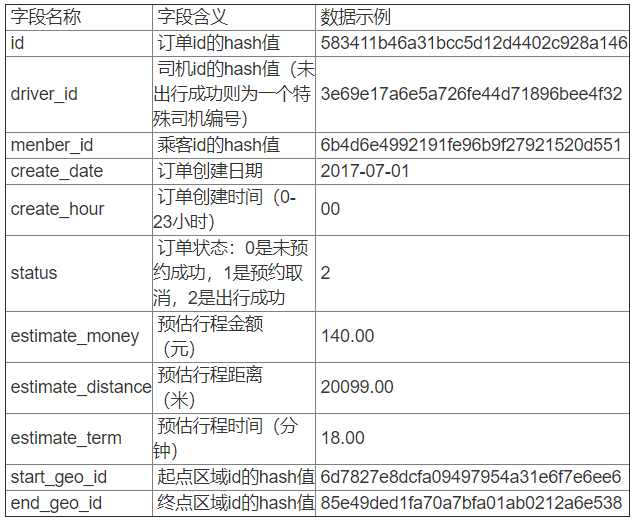 字段名称 字段含义 数据示例
id 订单id的hash值 583411b46a31bcc5d12d4402c928a146
driver_id 司机id的hash值（未
出行成功则为一个特
殊司机编号） 3e69e17a6e5a726fe44d71896bee4f32
menber_id 乘客id的hash值 6b4d6e4992191fe96b9f27921520d551
create_date 订单创建日期 2017-07-01
create_hour 订单创建时间（0-
23小时） 00
status 订单状态：0是未预
约成功，1是预约取
消，2是出行成功 2
estimate_money 预估行程金额
（元） 140.00
estimate_distance 预估行程距离
（米） 20099.00
estimate_term 预估行程时间（分
钟） 18.00
start_geo_id 起点区域id的hash值 6d7827e8dcfa09497954a31e6f7e6ee6
end_geo_id 终点区域id的hash值 85e49ded1fa70a7bfa01ab0212a6e538